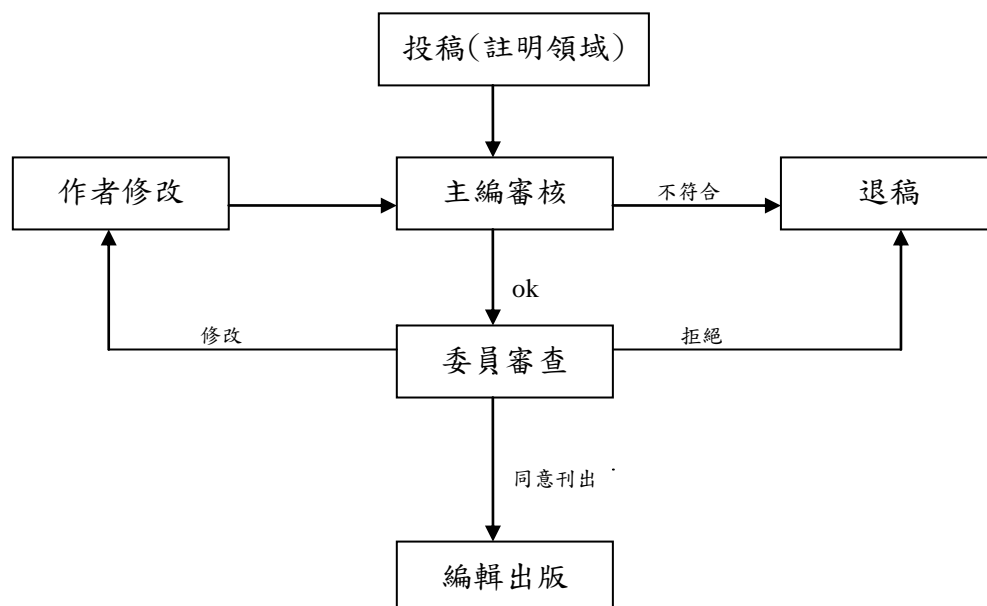 投稿(註明領域)
作者修改
主編審核
不符合
退稿
ok
修改
委員審查
拒絕
同意刊出
編輯出版